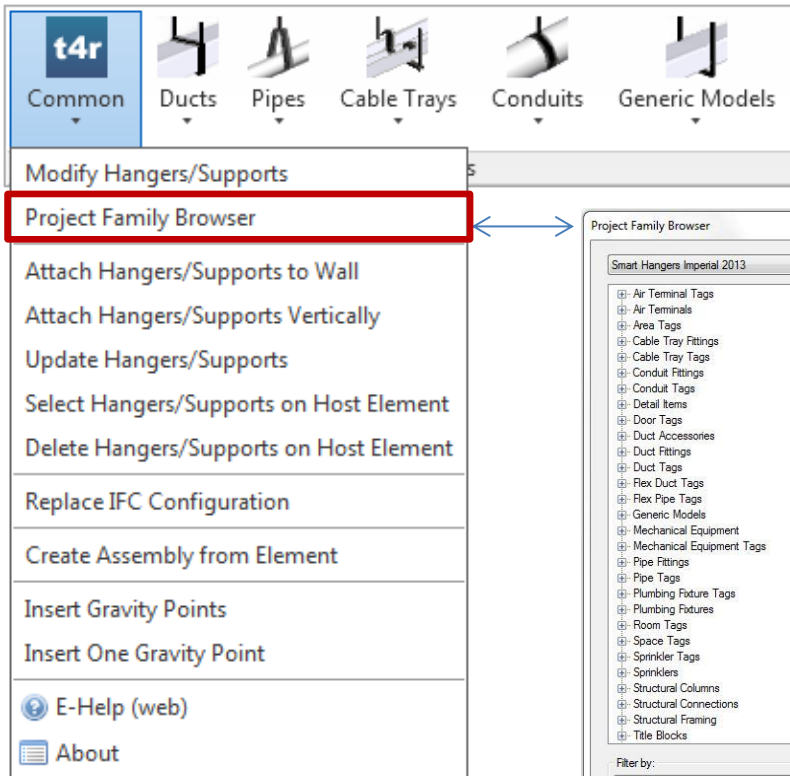 t4r
Common
Ducts
Pipes
Cable Trays
Conduits
Generic Models
s
Modify Hangers/Supports
Project Family Browser
Attach Hangers/Supports to Wall
Attach Hangers/Supports Vertically
Update Hangers/Supports
Select Hangers/Supports on Host Element
Delete Hangers/Supports on Host Element
Replace IFC Configuration
Create Assembly from Element
Insert Gravity Points
Insert One Gravity Point
E-Help (web)
About
Project Family Browser
Smart Hangers Imperial 2013
Air Terminal Tags
Air Terminals
Area Tags
Cable Tray Fittings
Cable Tray Tags
Conduit Fittings
Conduit Tags
Detail Items
Door Tags
Duct Accessories
Duct Fittings
Duct Tags
Flex Duct Tags
Flex Pipe Tags
Generic Models
Mechanical Equipment
Mechanical Equipment Tags
Pipe Fittings
Pipe Tags
Plumbing Fixture Tags
Plumbing Fixtures
Room Tags
Space Tags
Sprinkler Tags
Sprinklers
Structural Columns
Structural Connections
Structural Framing
Title Blocks
Filter by: